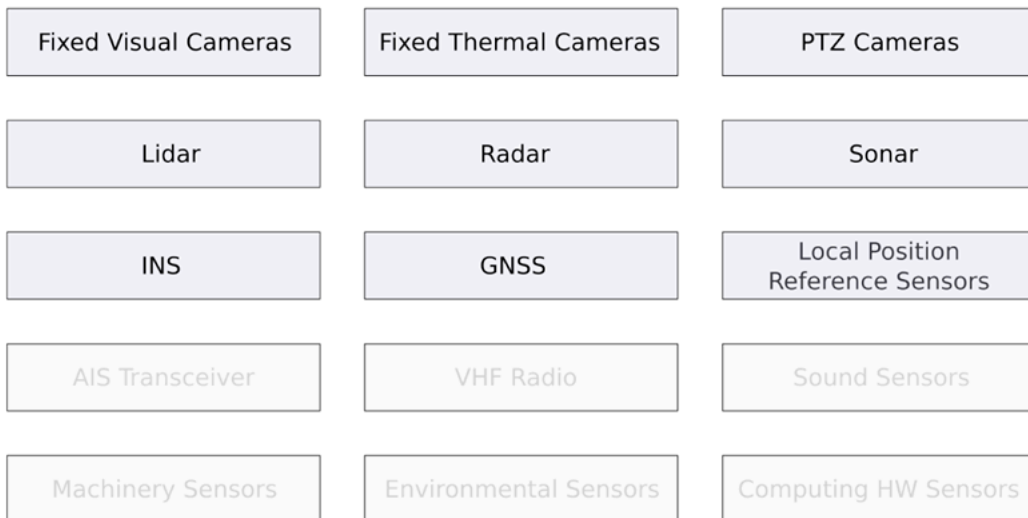 Fixed Visual Cameras
Fixed Thermal Cameras
PTZ Cameras
Lidar
Radar
Sonar
INS
GNSS
Local Position
Reference Sensors
AIS Transceiver
VHF Radio
Sound Sensors
Machinery Sensors
Environmental Sensors
Computing HW Sensors